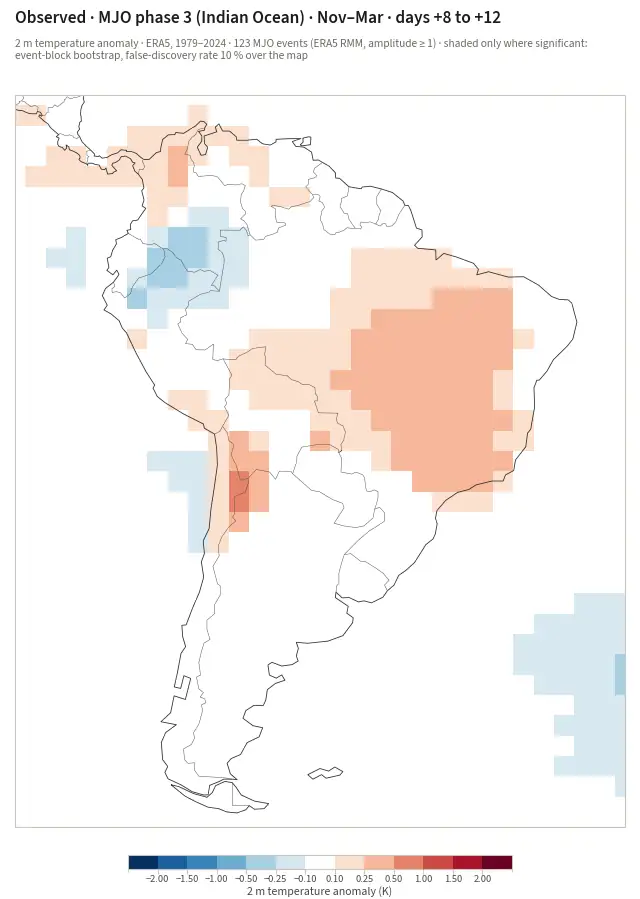 Observed · MJO phase 3 (Indian Ocean) · Nov–Mar · days +8 to +12
2 m temperature anomaly · ERA5, 1979–2024 · 123 MJO events (ERA5 RMM, amplitude ≥ 1) · shaded only where significant:
event-block bootstrap, false-discovery rate 10 % over the map
−2.00 −1.50 −1.00 −0.50 −0.25 −0.10 0.10 0.25 0.50 1.00 1.50 2.00
2 m temperature anomaly (K)